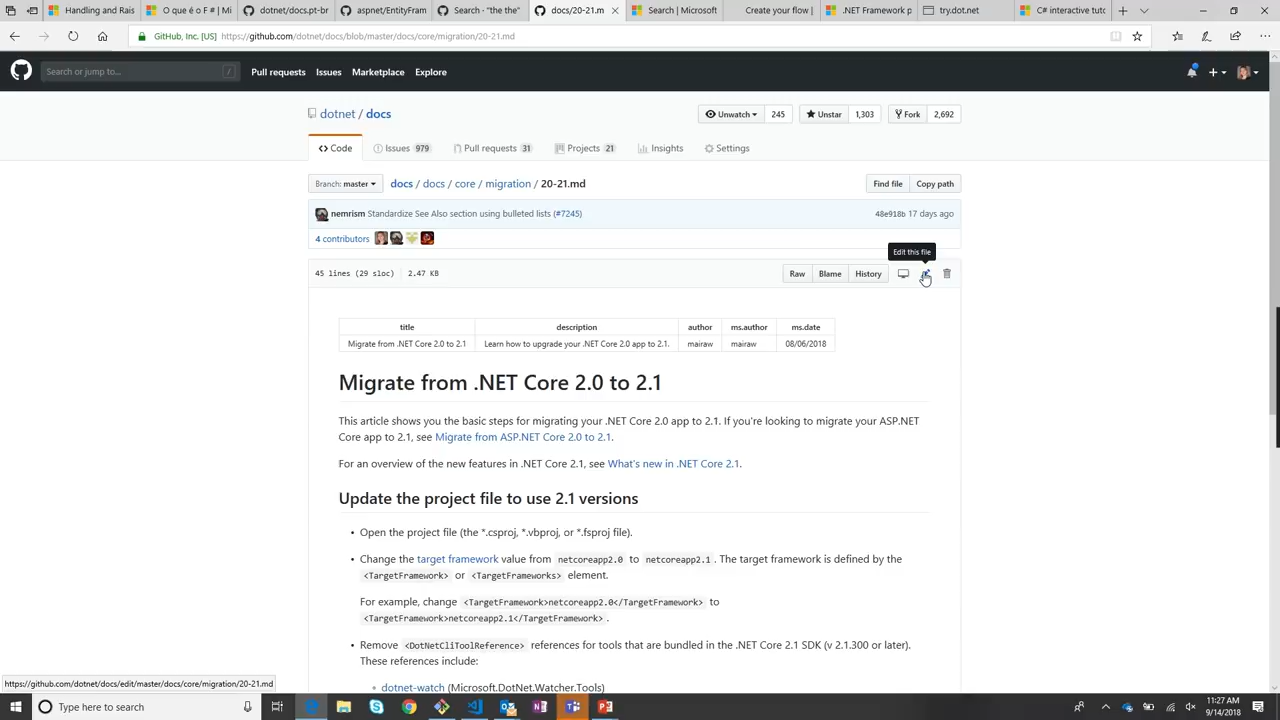 Handling and Rais
O que é o F# | Mi
dotnet/docs.pt-br
aspnet/EntityFram
Search · "the the"
docs/20-21.m
Search | Microsoft
Create your flow |
.NET Framework p
try.dot.net
C# interactive tuto
GitHub, Inc. [US]
https://github.com/dotnet/docs/blob/master/docs/core/migration/20-21.md
Search or jump to...
/
Pull requests
Issues
Marketplace
Explore
dotnet / docs
Unwatch 245
Unstar 1,303
Fork 2,692
Code
Issues 979
Pull requests 31
Projects 21
Insights
Settings
Branch: master
docs / docs / core / migration / 20-21.md
Find file
Copy path
nemrism Standardize See Also section using bulleted lists (#7245)
48e918b 17 days ago
4 contributors
Edit this file
45 lines (29 sloc) | 2.47 KB
Raw
Blame
History
title description author ms.author ms.date
Migrate from .NET Core 2.0 to 2.1 Learn how to upgrade your .NET Core 2.0 app to 2.1. mairaw mairaw 08/06/2018
Migrate from .NET Core 2.0 to 2.1
This article shows you the basic steps for migrating your .NET Core 2.0 app to 2.1. If you're looking to migrate your ASP.NET
Core app to 2.1, see Migrate from ASP.NET Core 2.0 to 2.1.
For an overview of the new features in .NET Core 2.1, see What's new in .NET Core 2.1.
Update the project file to use 2.1 versions
• Open the project file (the *.csproj, *.vbproj, or *.fsproj file).
• Change the target framework value from netcoreapp2.0 to netcoreapp2.1 . The target framework is defined by the
<TargetFramework> or <TargetFrameworks> element.
For example, change <TargetFramework>netcoreapp2.0</TargetFramework> to
<TargetFramework>netcoreapp2.1</TargetFramework> .
• Remove <DotNetCliToolReference> references for tools that are bundled in the .NET Core 2.1 SDK (v 2.1.300 or later).
These references include:
dotnet-watch (Microsoft.DotNet.Watcher.Tools)
https://github.com/dotnet/docs/edit/master/docs/core/migration/20-21.md
Type here to search
11:27 AM
9/14/2018